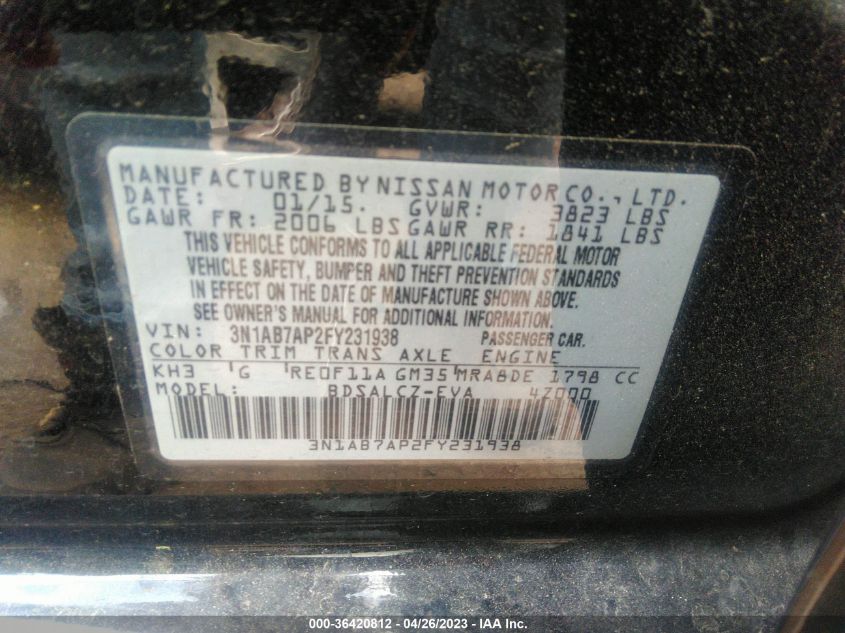 MANUFACTURED BY NISSAN MOTOR CO., LTD.
DATE: 01/15. GVWR: 3823 LBS
GAWR FR: 2006 LBS GAWR RR: 1841 LBS
THIS VEHICLE CONFORMS TO ALL APPLICABLE FEDERAL MOTOR
VEHICLE SAFETY, BUMPER AND THEFT PREVENTION STANDARDS
IN EFFECT ON THE DATE OF MANUFACTURE SHOWN ABOVE.
SEE OWNER'S MANUAL FOR ADDITIONAL INFORMATION.
VIN: 3N1AB7AP2FY231938 PASSENGER CAR.
COLOR TRIM TRANS AXLE ENGINE
KH3 G RE0F11A GM35 MRA8DE 1798 CC
MODEL: BDSALCZ-EVA 4Z000
3N1AB7AP2FY231938
000-36420812 - 04/26/2023 - IAA Inc.